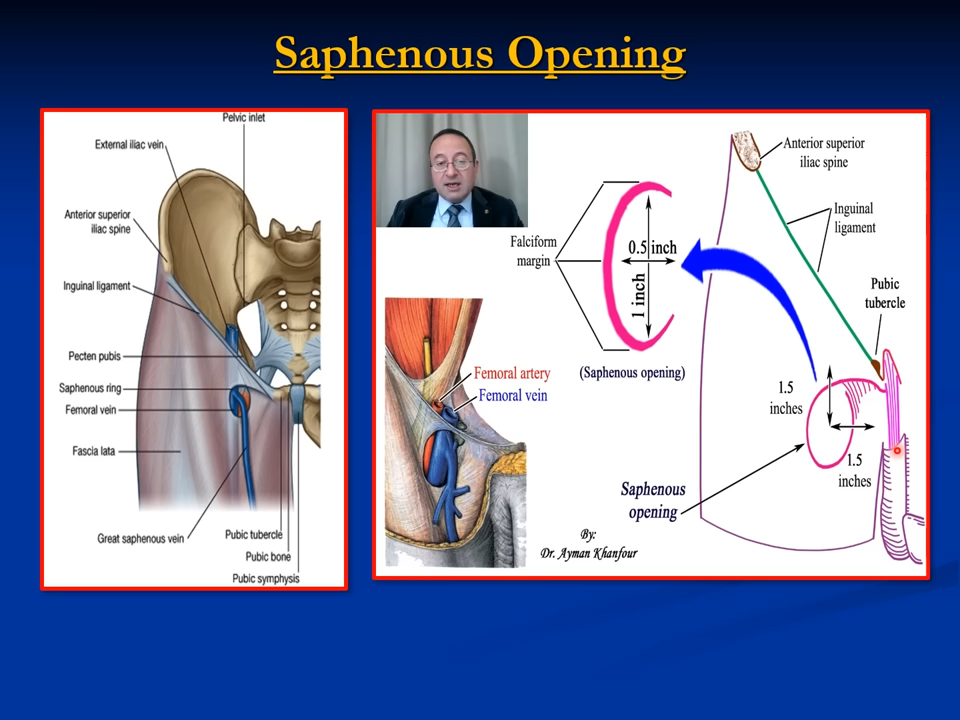 Saphenous Opening
Pelvic inlet
External iliac vein
Anterior superior
iliac spine
Inguinal ligament
Pecten pubis
Saphenous ring
Femoral vein
Fascia lata
Great saphenous vein
Pubic tubercle
Pubic bone
Pubic symphysis
Falciform
margin
0.5 inch
1 inch
(Saphenous opening)
Femoral artery
Femoral vein
Anterior superior
iliac spine
Inguinal
ligament
Pubic
tubercle
1.5
inches
1.5
inches
Saphenous
opening
By:
Dr. Ayman Khanfour